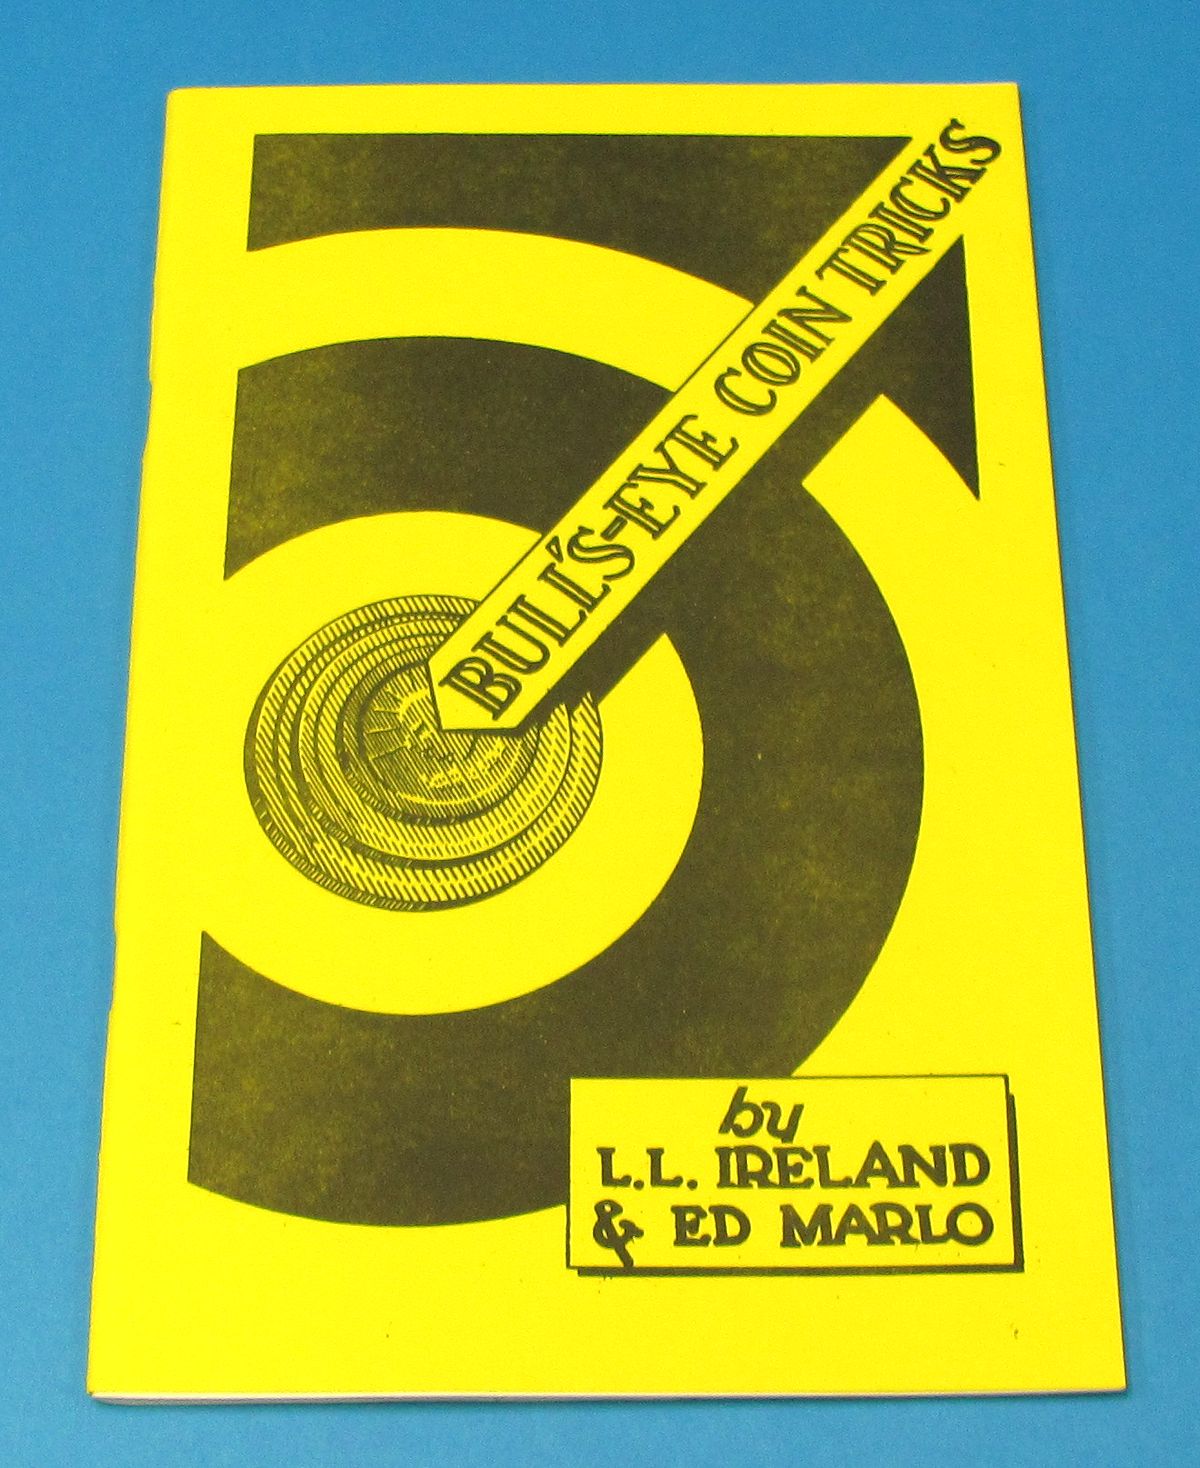 BULL'S-EYE COIN TRICKS
by
L.L. IRELAND
& ED MARLO